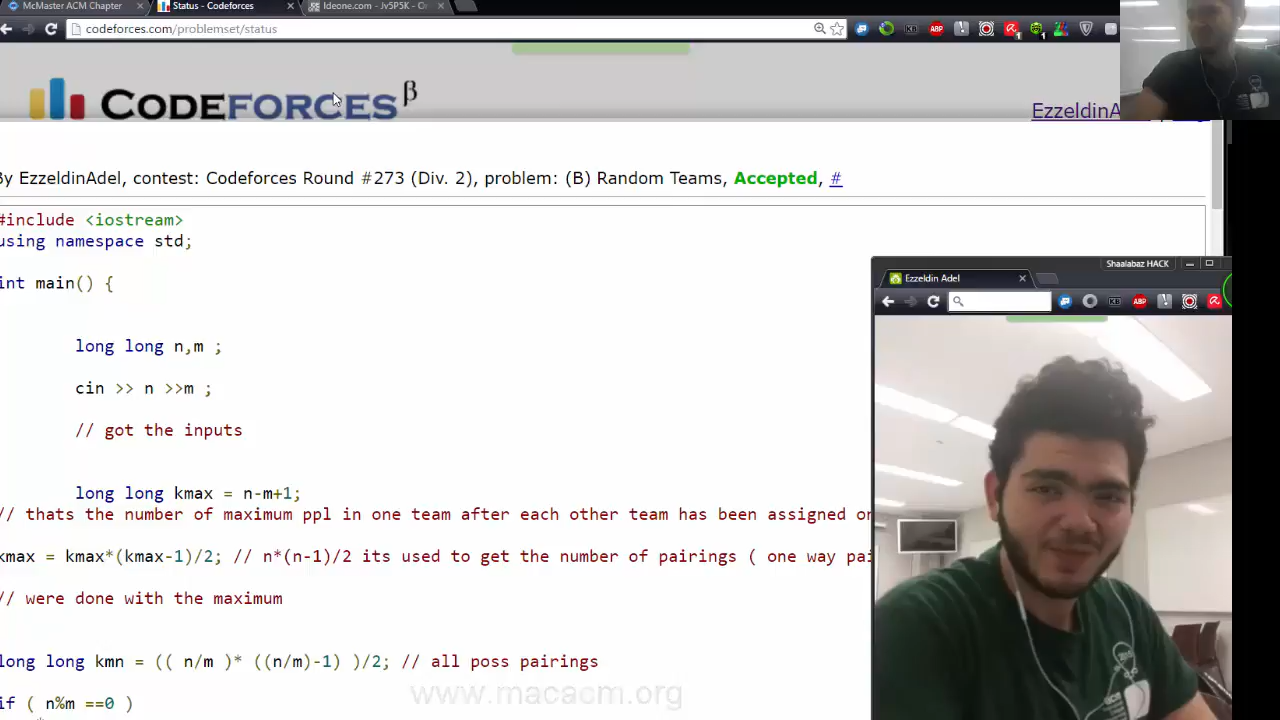 McMaster ACM Chapter
Status - Codeforces
Ideone.com - Jv5P5K - O
codeforces.com/problemset/status
CODEFORCES β
EzzeldinA
By EzzeldinAdel, contest: Codeforces Round #273 (Div. 2), problem: (B) Random Teams, Accepted, #
#include <iostream>
using namespace std;
int main() {
long long n,m ;
cin >> n >>m ;
// got the inputs
long long kmax = n-m+1;
// thats the number of maximum ppl in one team after each other team has been assigned on
kmax = kmax*(kmax-1)/2; // n*(n-1)/2 its used to get the number of pairings ( one way pai
// were done with the maximum
long long kmn = (( n/m )* ((n/m)-1) )/2; // all poss pairings
if ( n%m ==0 )
www.macacm.org
Shaalabaz HACK
Ezzeldin Adel
ABP
ABP